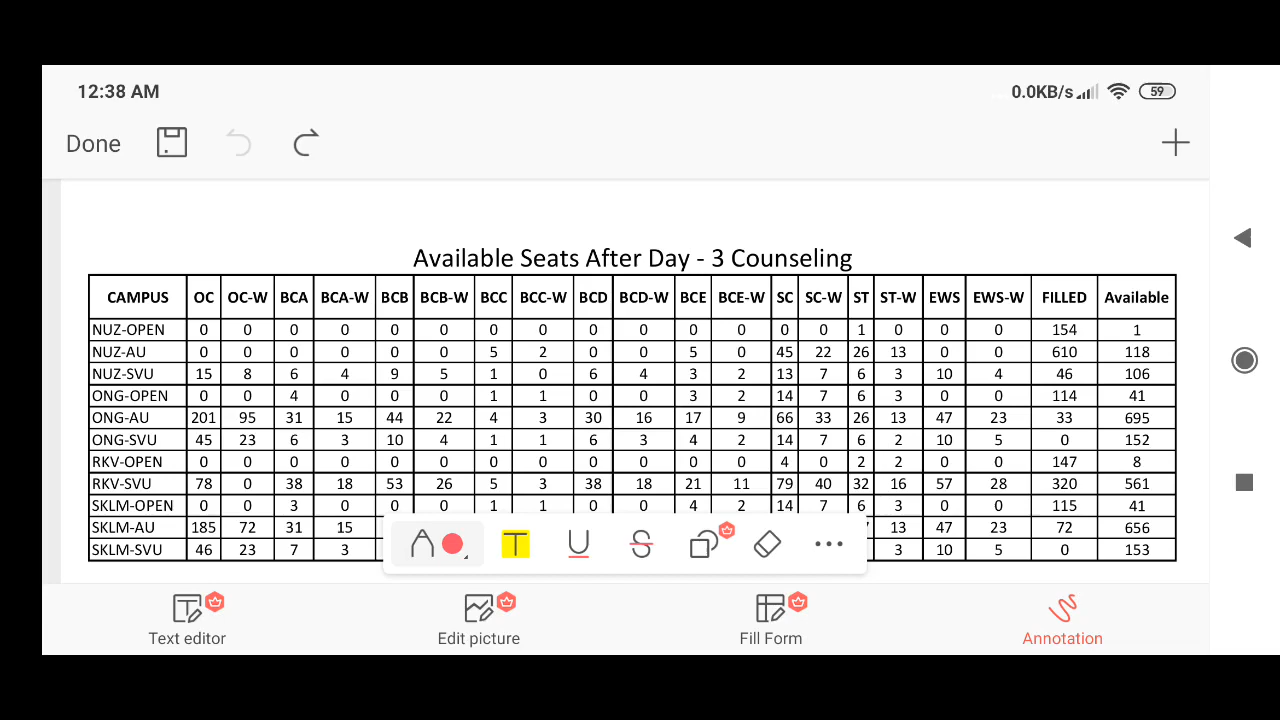 12:38 AM 0.0KB/s 59
Done
Available Seats After Day - 3 Counseling
CAMPUS OC OC-W BCA BCA-W BCB BCB-W BCC BCC-W BCD BCD-W BCE BCE-W SC SC-W ST ST-W EWS EWS-W FILLED Available
NUZ-OPEN 0 0 0 0 0 0 0 0 0 0 0 0 0 0 1 0 0 0 154 1
NUZ-AU 0 0 0 0 0 0 5 2 0 0 5 0 45 22 26 13 0 0 610 118
NUZ-SVU 15 8 6 4 9 5 1 0 6 4 3 2 13 7 6 3 10 4 46 106
ONG-OPEN 0 0 4 0 0 0 1 1 0 0 3 2 14 7 6 3 0 0 114 41
ONG-AU 201 95 31 15 44 22 4 3 30 16 17 9 66 33 26 13 47 23 33 695
ONG-SVU 45 23 6 3 10 4 1 1 6 3 4 2 14 7 6 2 10 5 0 152
RKV-OPEN 0 0 0 0 0 0 0 0 0 0 0 0 4 0 2 2 0 0 147 8
RKV-SVU 78 0 38 18 53 26 5 3 38 18 21 11 79 40 32 16 57 28 320 561
SKLM-OPEN 0 0 3 0 0 0 1 1 0 0 4 2 14 7 6 3 0 0 115 41
SKLM-AU 185 72 31 15 13 47 23 72 656
SKLM-SVU 46 23 7 3 3 10 5 0 153
T U S
Text editor Edit picture Fill Form Annotation